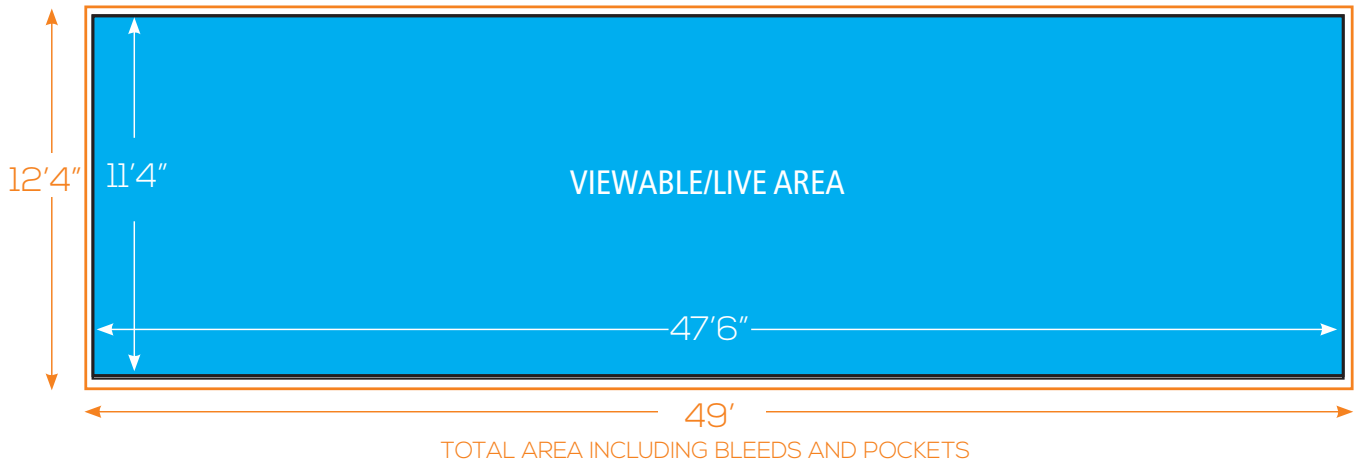 12'4"
11'4"
VIEWABLE/LIVE AREA
47'6"
49'
TOTAL AREA INCLUDING BLEEDS AND POCKETS